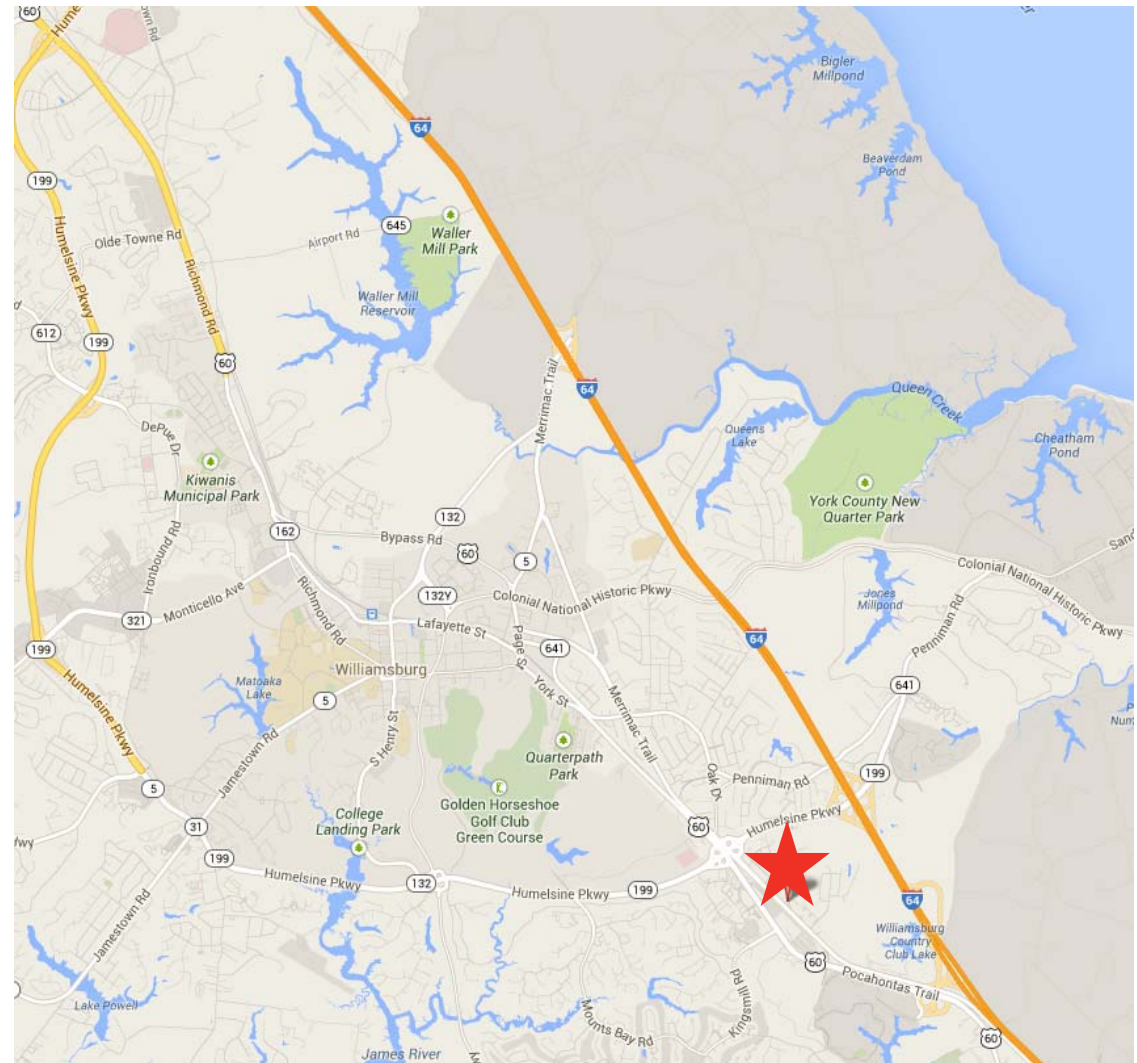 60
Hume
own Rd
Bigler
Millpond
64
Beaverdam
Pond
199
645
Waller
Mill Park
Olde Towne Rd
Airport Rd
Humelsine Pkwy
Richmond Rd
Waller Mill
Reservoir
612
199
60
Merrimac Trail
64
Queen Creek
DePue Dr
Queens
Lake
Cheatham
Pond
Kiwanis
Municipal Park
York County New
Quarter Park
132
162
Bypass Rd
60
Sand
Ironbound Rd
5
Colonial National
Historic Pkwy
Monticello Ave
Richmond Rd
132Y
Colonial National Historic Pkwy
Jones
Millpond
321
Lafayette St
Page St
641
64
Penniman Rd
199
Williamsburg
Humelsine Pkwy
Matoaka
Lake
5
York St
Merrimac Trail
641
Num
S Henry St
Jamestown Rd
Quarterpath
Park
Oak Dr
Penniman Rd
199
5
Golden Horseshoe
Golf Club
Green Course
College
Landing Park
31
60
Humelsine Pkwy
wy
199
Humelsine Pkwy
132
Humelsine Pkwy
199
64
Jamestown Rd
Williamsburg
Country
Club Lake
60
Kingsmill Rd
Pocahontas Trail
Lake Powell
Mounts Bay Rd
60
James River